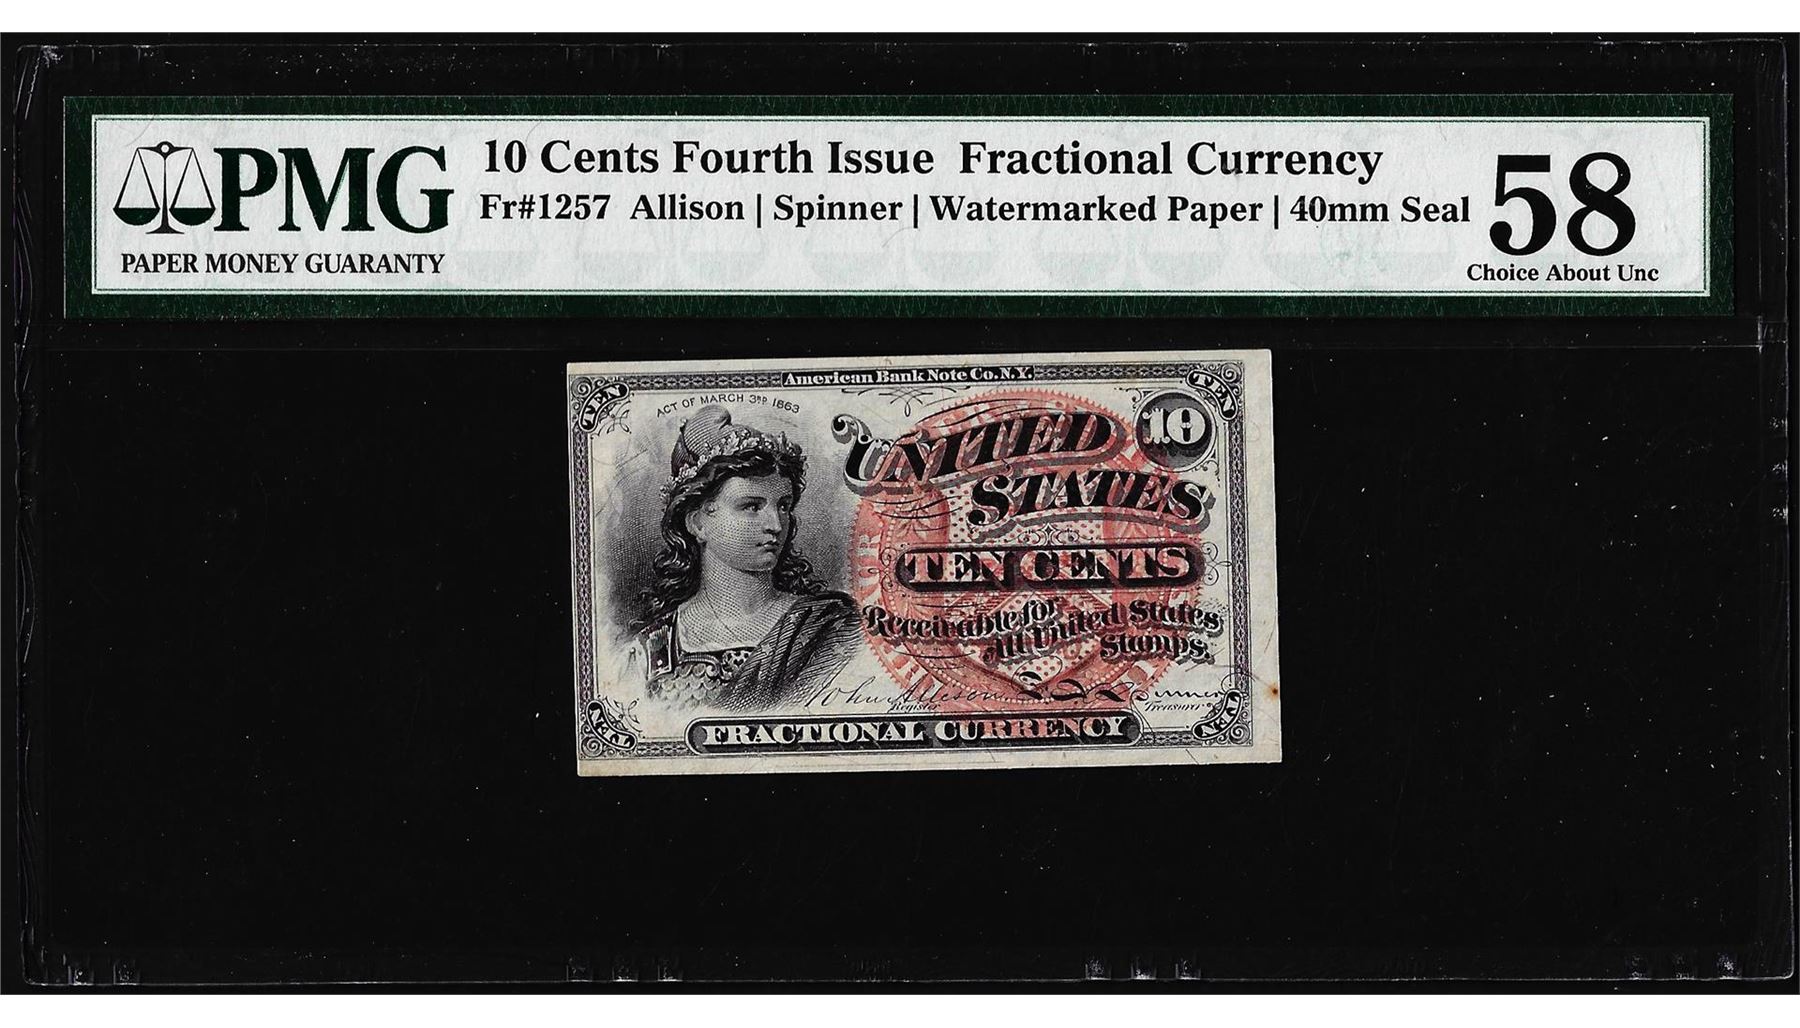 PMG
PAPER MONEY GUARANTY
10 Cents Fourth Issue Fractional Currency
Fr#1257 Allison | Spinner | Watermarked Paper | 40mm Seal
58
Choice About Unc
American Bank Note Co. N.Y.
TEN
TEN
ACT OF MARCH 3RD 1863
10
UNITED
STATES
TEN CENTS
Receivable for
All United States
Stamps.
John Allison
Register
Treasurer
TEN
TEN
FRACTIONAL CURRENCY